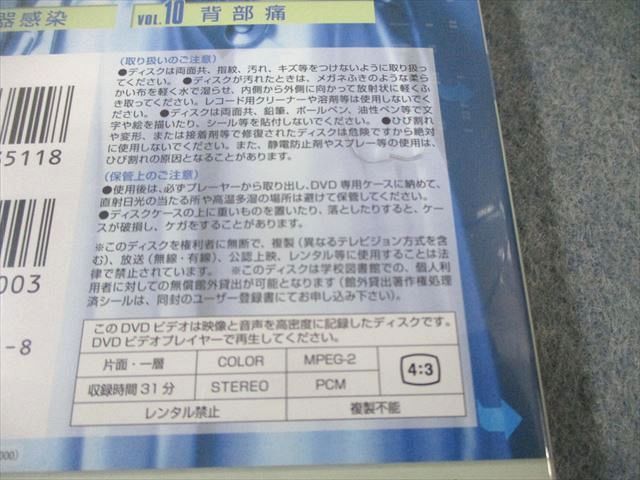 器感染
VOL.10 背部痛
〈取り扱いのご注意〉
●ディスクは両面共、指紋、汚れ、キズ等をつけないように取り扱っ
てください。 ●ディスクが汚れたときは、メガネふきのような柔ら
かい布を軽く水で湿らせ、内側から外側に向かって放射状に軽くふ
き取ってください。レコード用クリーナーや溶剤等は使用しないでく
ださい。 ●ディスクは両面共、鉛筆、ボールペン、油性ペン等で文
字や絵を描いたり、シール等を貼付しないでください。 ●ひび割れ
や変形、または接着剤等で修復されたディスクは危険ですから絶対
に使用しないでください。また、静電防止剤やスプレー等の使用は、
ひび割れの原因となることがあります。
35118
〈保管上のご注意〉
●使用後は、必ずプレーヤーから取り出し、DVD専用ケースに納めて、
直射日光の当たる所や高温多湿の場所は避けて保管してください。
●ディスクケースの上に重いものを置いたり、落としたりすると、ケー
スが破損し、ケガをすることがあります。
※このディスクを権利者に無断で、複製(異なるテレビジョン方式を含
む)、放送(無線・有線)、公認上映、レンタル等に使用することは法
律で禁止されています。 ※このディスクは学校図書館での、個人利
用者に対しての無償館外貸出が可能となります(館外貸出著作権処理
済シールは、同封のユーザー登録書にてお申し込み下さい)。
003
-8
このDVDビデオは映像と音声を高密度に記録したディスクです。
DVDビデオプレイヤーで再生してください。
片面・一層 COLOR MPEG-2
4:3
収録時間31分 STEREO PCM
レンタル禁止 複製不能
000)